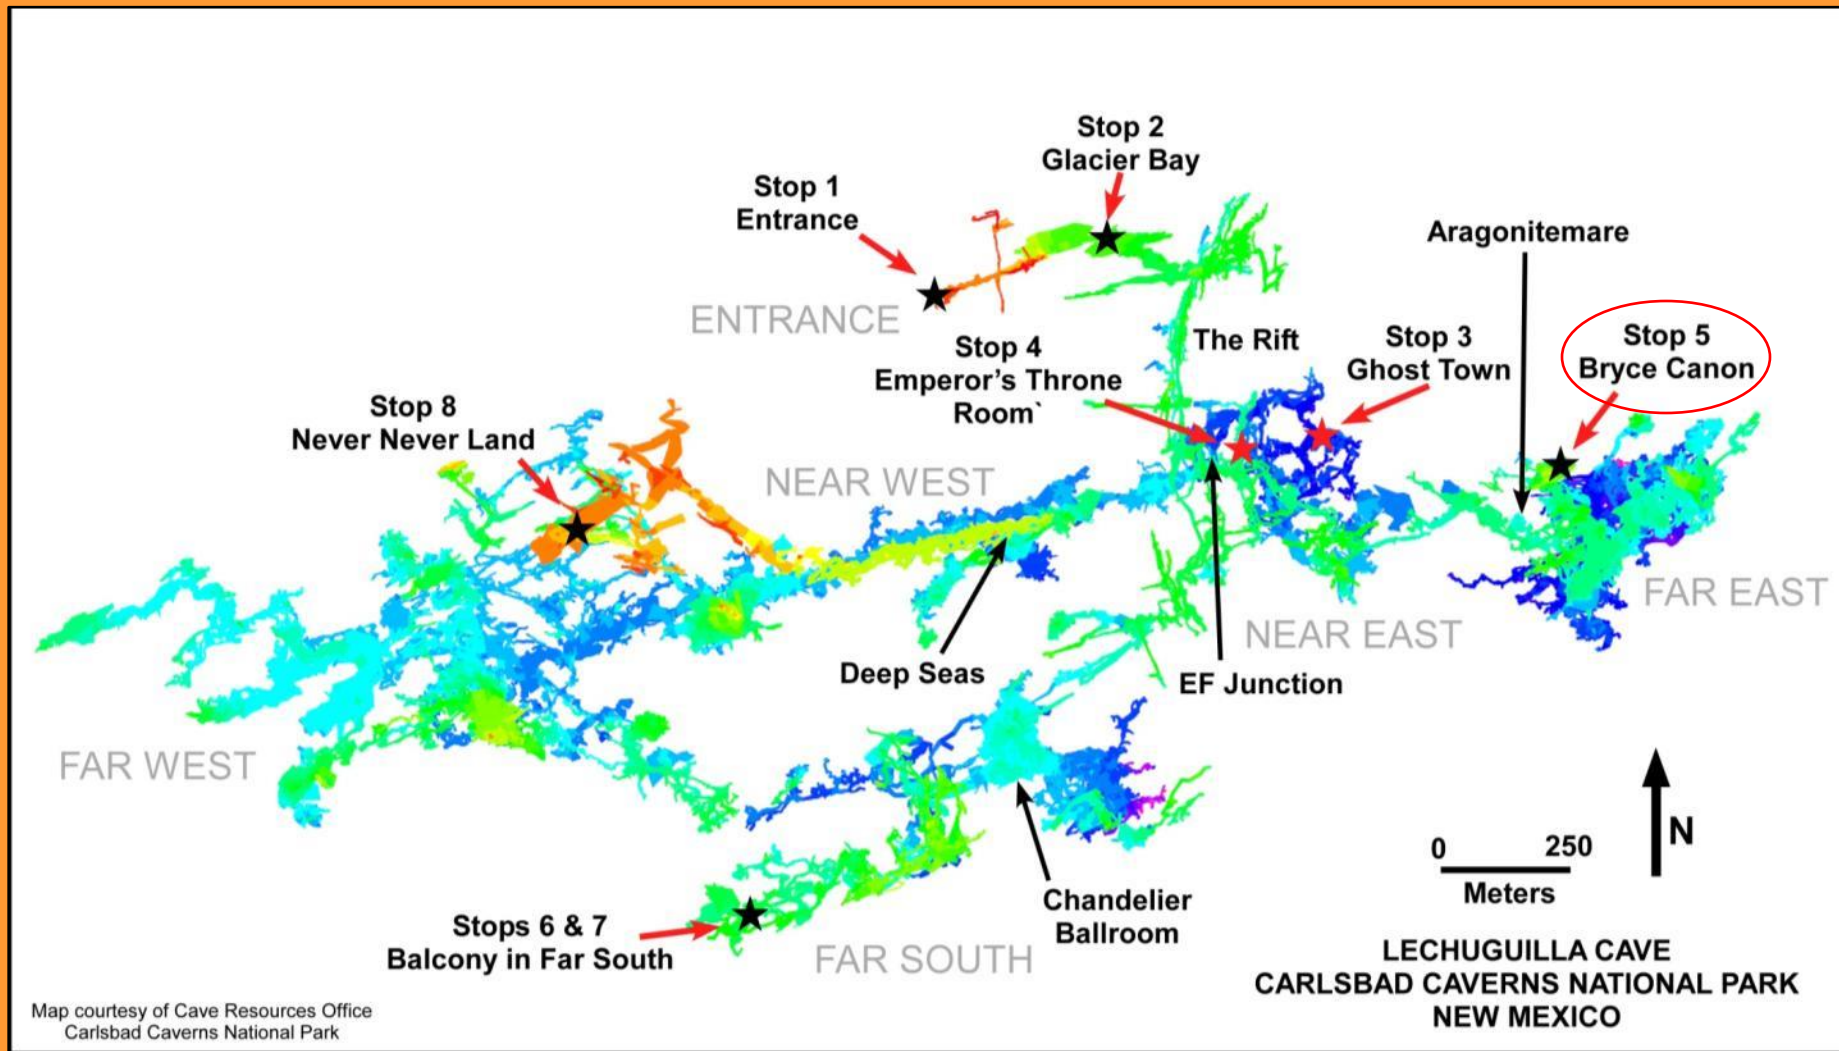 Stop 2
Glacier Bay
Stop 1
Entrance
Aragonitemare
ENTRANCE
The Rift
Stop 3
Ghost Town
Stop 5
Bryce Canon
Stop 4
Emperor's Throne
Room`
Stop 8
Never Never Land
NEAR WEST
FAR EAST
NEAR EAST
Deep Seas
EF Junction
FAR WEST
0 250
Meters
N
Chandelier
Ballroom
Stops 6 & 7
Balcony in Far South
FAR SOUTH
LECHUGUILLA CAVE
CARLSBAD CAVERNS NATIONAL PARK
NEW MEXICO
Map courtesy of Cave Resources Office
Carlsbad Caverns National Park